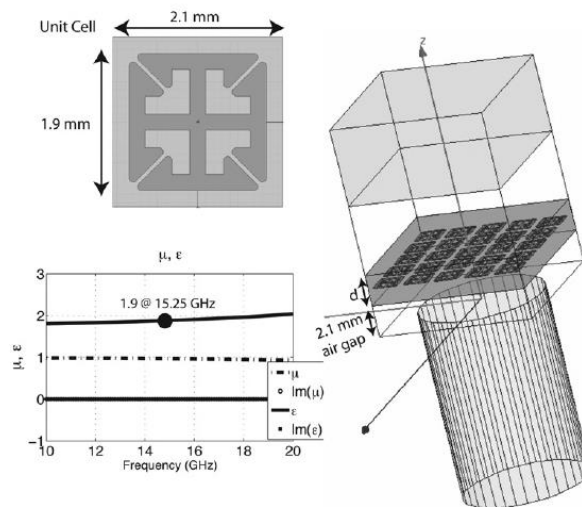 Unit Cell
2.1 mm
1.9 mm
z
d
2.1 mm
air gap
μ, ε
3
2
1
0
−1
μ, ε
1.9 @ 15.25 GHz
μ
Im(μ)
ε
Im(ε)
10
12
14
16
18
20
Frequency (GHz)